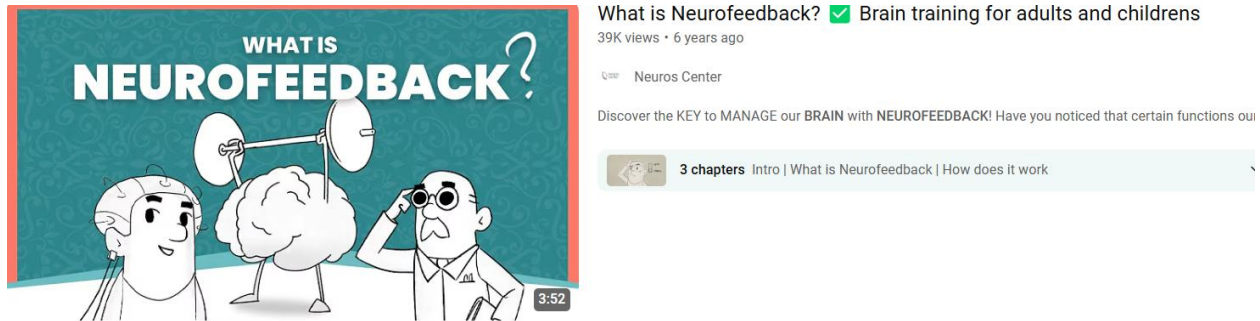 WHAT IS
NEUROFEEDBACK?
3:52
What is Neurofeedback? ✅ Brain training for adults and childrens
39K views • 6 years ago
Neuros Center
Discover the KEY to MANAGE our BRAIN with NEUROFEEDBACK! Have you noticed that certain functions our
3 chapters Intro | What is Neurofeedback | How does it work